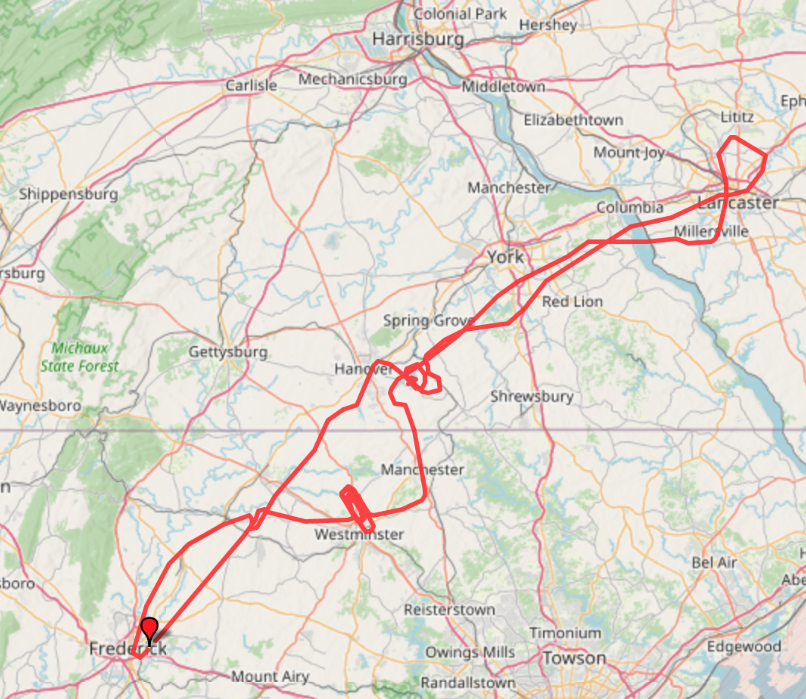 Colonial Park
Hershey
Harrisburg
Carlisle
Mechanicsburg
Middletown
Eph
Elizabethtown
Lititz
Mount Joy
Shippensburg
Manchester
Columbia
Lancaster
Millersville
York
rsburg
Red Lion
Spring Grove
Michaux
State Forest
Gettysburg
Hanover
Waynesboro
Shrewsbury
Manchester
n
Westminster
Bel Air
sboro
Abe
Reisterstown
Timonium
Edgewood
Frederick
Owings Mills
Towson
Mount Airy
Randallstown